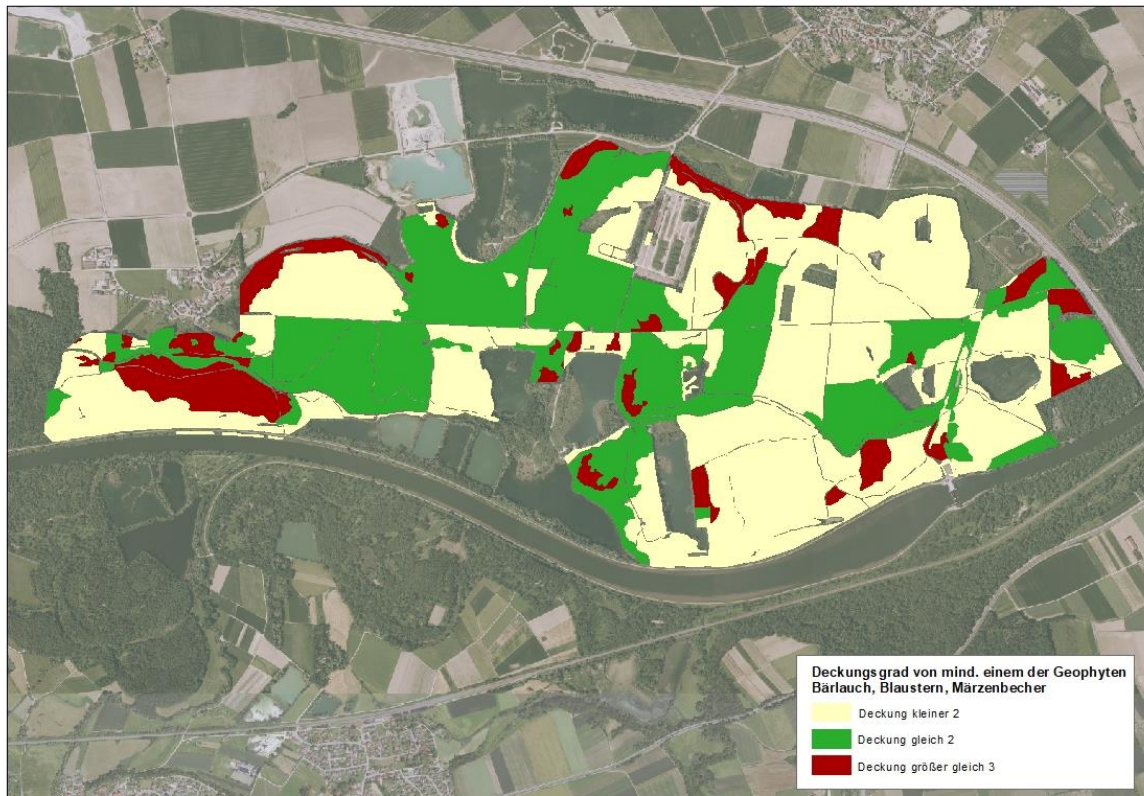 Deckungsgrad von mind. einem der Geophyten
Bärlauch, Blaustern, Märzenbecher
Deckung kleiner 2
Deckung gleich 2
Deckung größer gleich 3